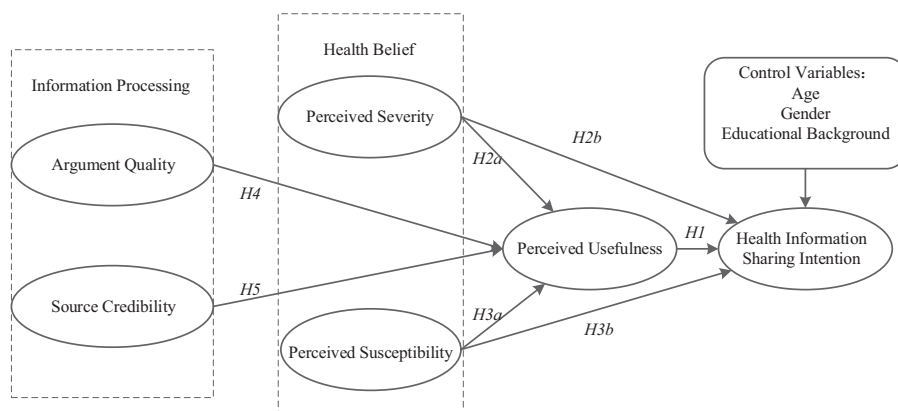 Information Processing
Argument Quality
Source Credibility
Health Belief
Perceived Severity
Perceived Susceptibility
H4
H5
H2a
H2b
H3a
H3b
Perceived Usefulness
H1
Control Variables：
Age
Gender
Educational Background
Health Information
Sharing Intention